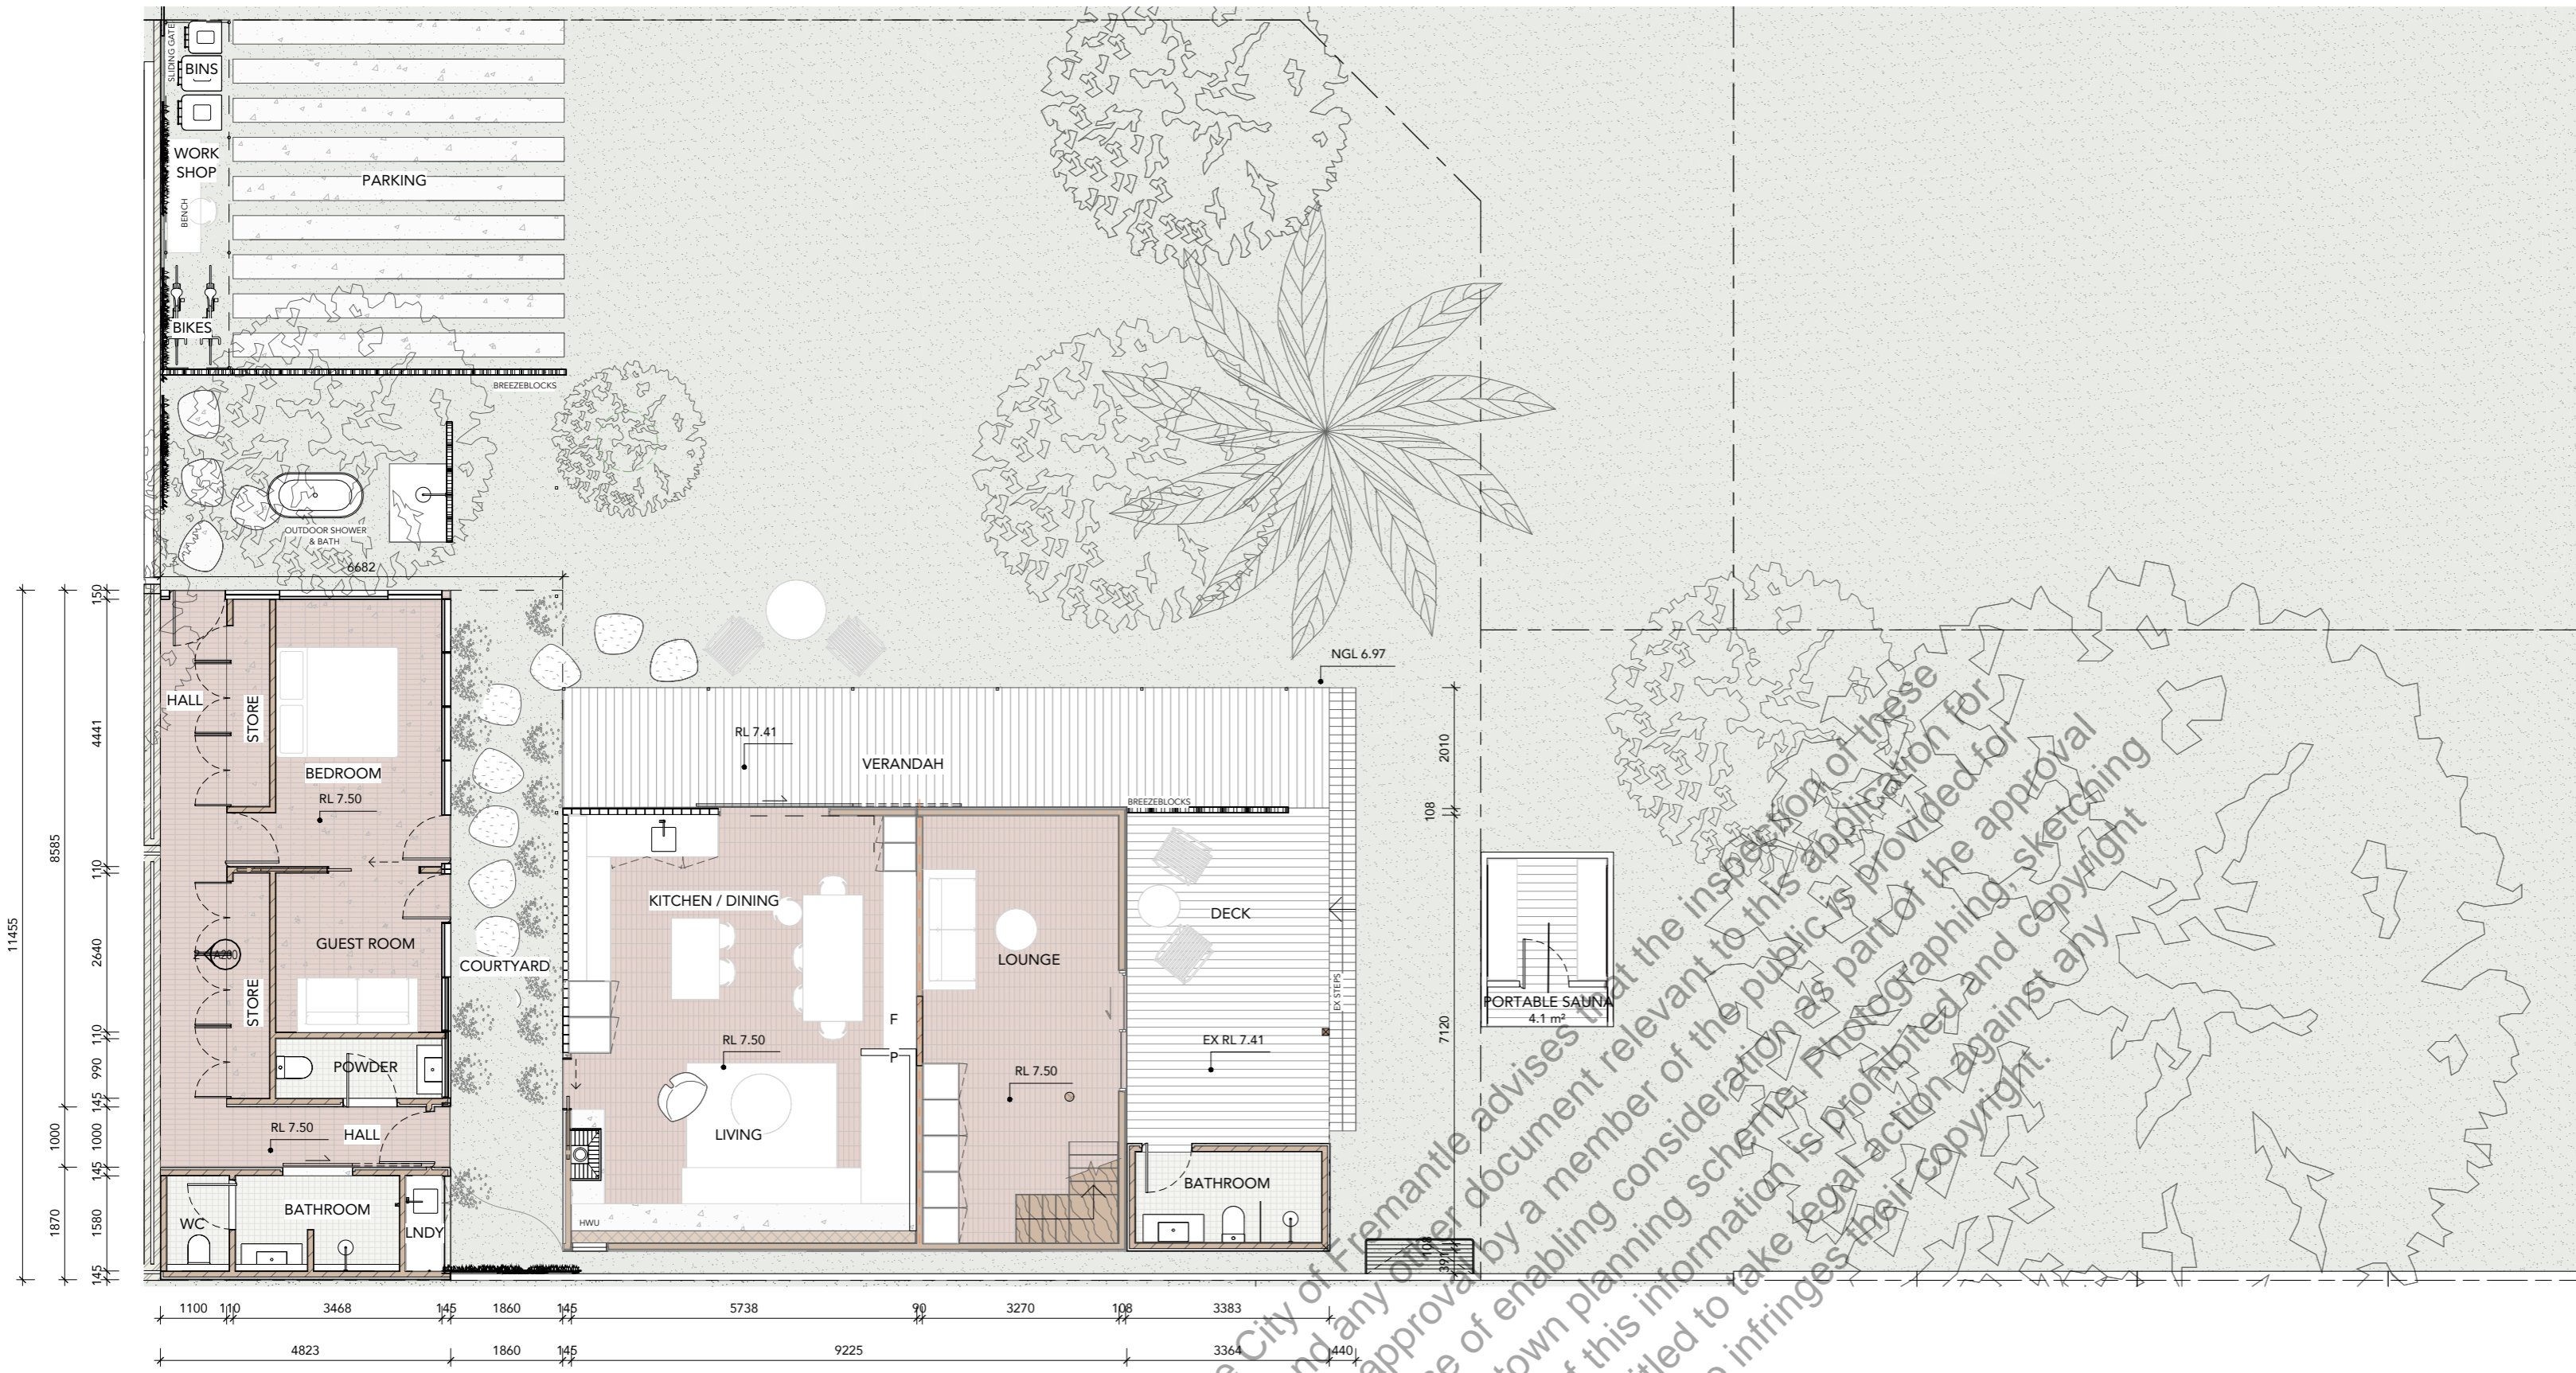 SLIDING GATE
BINS
WORK
SHOP
PARKING
BENCH
BIKES
BREEZEBLOCKS
OUTDOOR SHOWER
& BATH
6682
NGL 6.97
HALL
STORE
BEDROOM
RL 7.50
RL 7.41
VERANDAH
BREEZEBLOCKS
KITCHEN / DINING
DECK
GUEST ROOM
LOUNGE
COURTYARD
STORE
EX STEPS
PORTABLE SAUNA
4.1 m²
F
P
RL 7.50
EX RL 7.41
RL 7.50
POWDER
RL 7.50
HALL
LIVING
BATHROOM
WC
BATHROOM
LNDY
HWU
11455
8585
1000
1870
150
4441
110
2640
110
990
145
1000
145
1580
145
2010
108
7120
108
391
1100
110
3468
145
1860
145
5738
90
3270
108
3383
4823
1860
145
9225
3364
440
City of Fremantle advises that the inspection of these
and any other document relevant to this application for
approval by a member of the public is provided for
of enabling consideration as part of the approval
town planning scheme. Photographing, sketching
of this information is prohibited and copyright
entitled to take legal action against any
infringes their copyright.